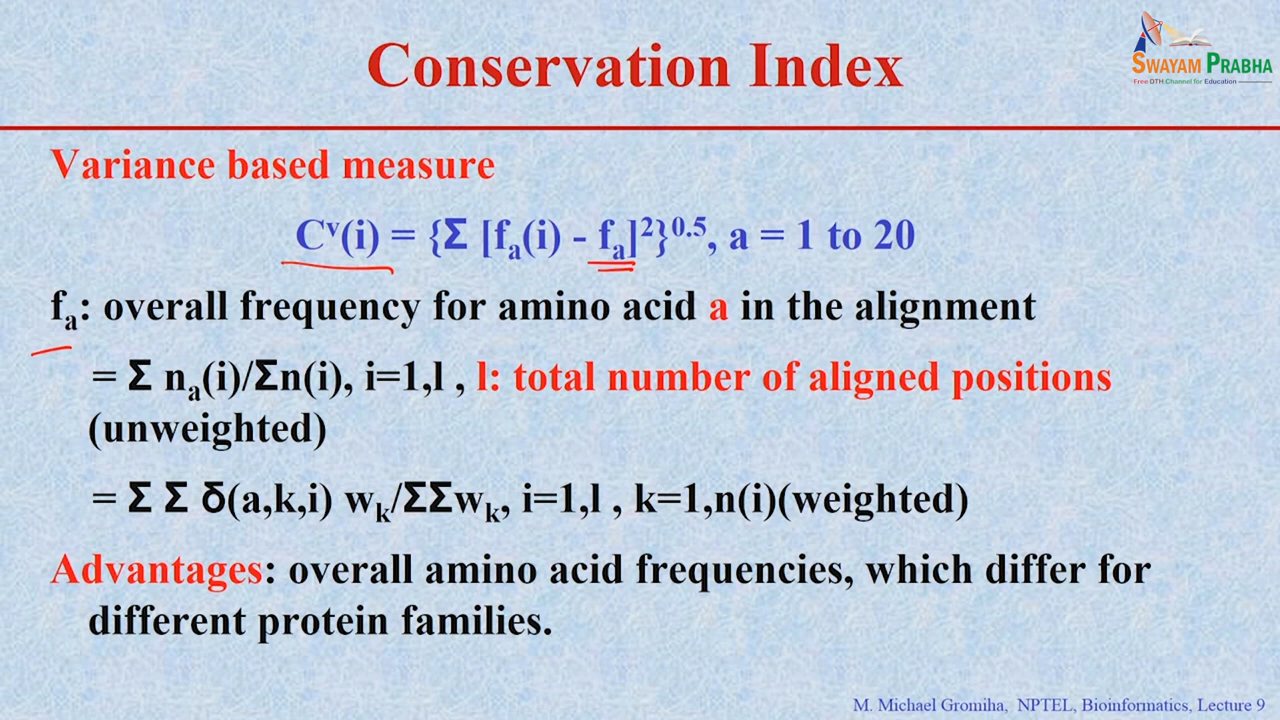 Conservation Index
SWAYAM PRABHA
Free DTH Channel for Education
Variance based measure
Cᵛ(i) = {Σ [fₐ(i) - fₐ]²}⁰·⁵, a = 1 to 20
fₐ: overall frequency for amino acid a in the alignment
= Σ nₐ(i)/Σn(i), i=1,l , l: total number of aligned positions
(unweighted)
= Σ Σ δ(a,k,i) wₖ/ΣΣwₖ, i=1,l , k=1,n(i)(weighted)
Advantages: overall amino acid frequencies, which differ for
different protein families.
M. Michael Gromiha, NPTEL, Bioinformatics, Lecture 9